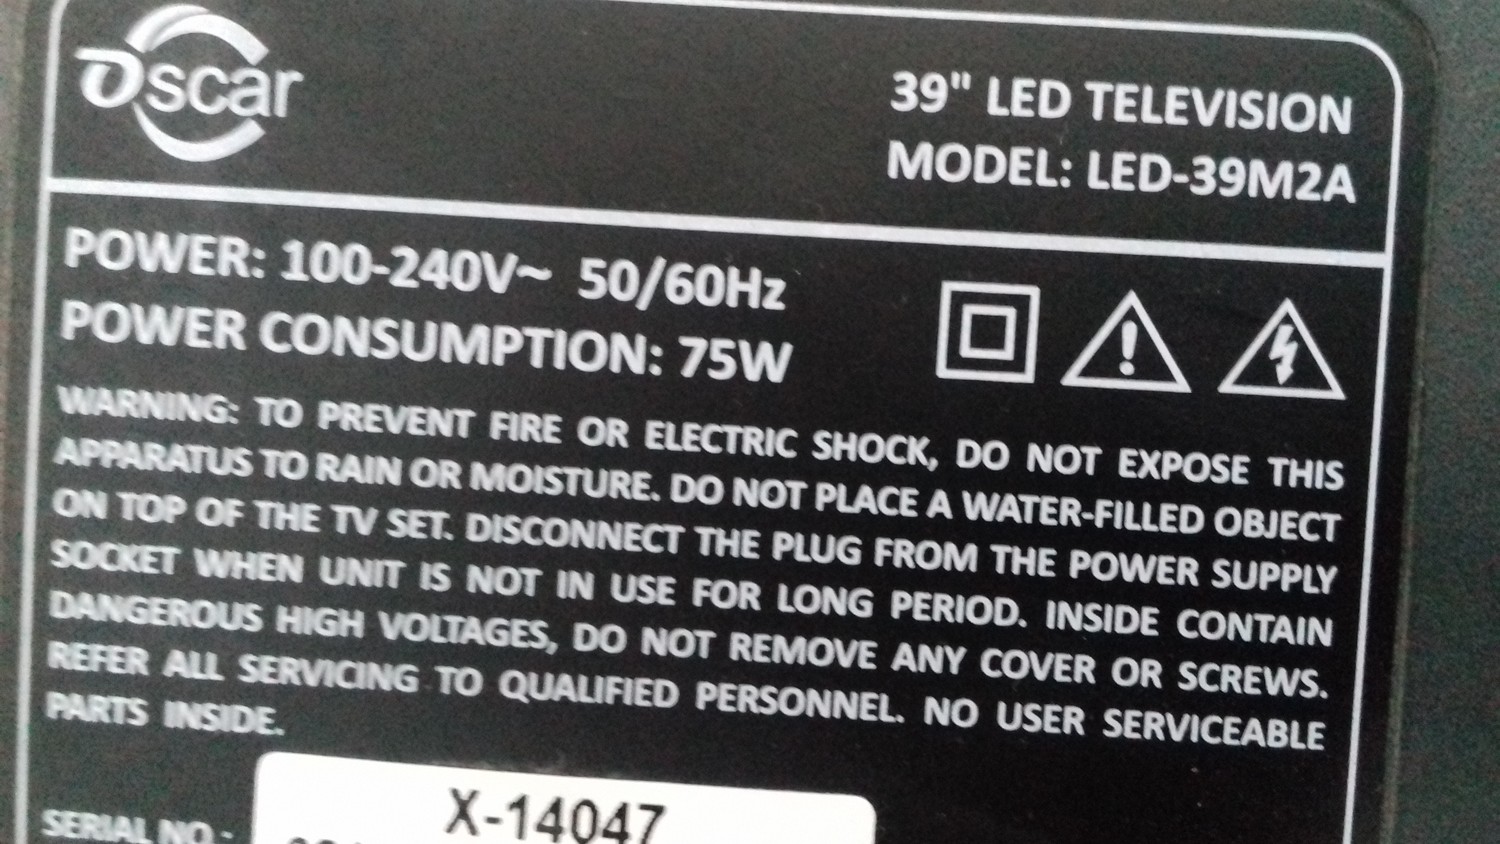 Oscar
39" LED TELEVISION
MODEL: LED-39M2A
POWER: 100-240V~ 50/60Hz
POWER CONSUMPTION: 75W
WARNING: TO PREVENT FIRE OR ELECTRIC SHOCK, DO NOT EXPOSE THIS
APPARATUS TO RAIN OR MOISTURE. DO NOT PLACE A WATER-FILLED OBJECT
ON TOP OF THE TV SET. DISCONNECT THE PLUG FROM THE POWER SUPPLY
SOCKET WHEN UNIT IS NOT IN USE FOR LONG PERIOD. INSIDE CONTAIN
DANGEROUS HIGH VOLTAGES, DO NOT REMOVE ANY COVER OR SCREWS.
REFER ALL SERVICING TO QUALIFIED PERSONNEL. NO USER SERVICEABLE
PARTS INSIDE.
X-14047
SERIAL NO -